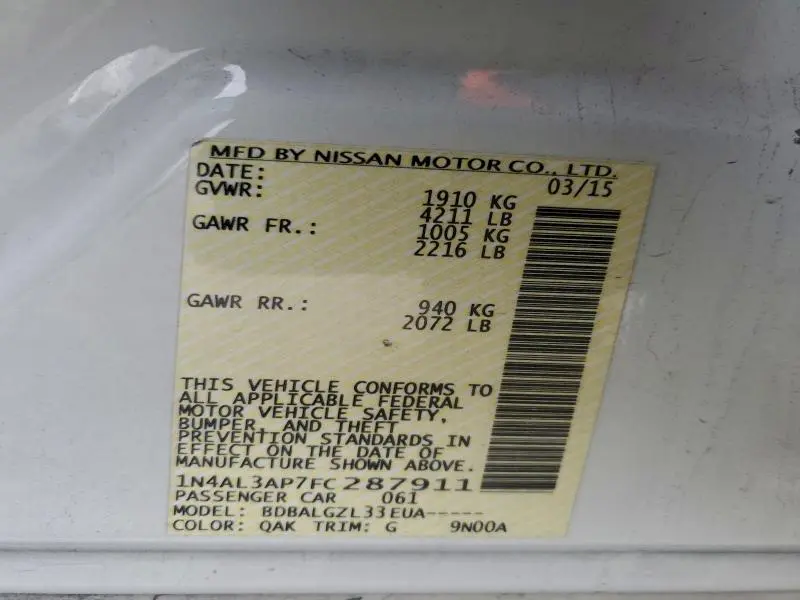 MFD BY NISSAN MOTOR CO., LTD.
DATE: 03/15
GVWR: 1910 KG
4211 LB
GAWR FR.: 1005 KG
2216 LB
GAWR RR.: 940 KG
2072 LB
THIS VEHICLE CONFORMS TO
ALL APPLICABLE FEDERAL
MOTOR VEHICLE SAFETY,
BUMPER, AND THEFT
PREVENTION STANDARDS IN
EFFECT ON THE DATE OF
MANUFACTURE SHOWN ABOVE.
1N4AL3AP7FC287911
PASSENGER CAR 061
MODEL: BDBALGZL33EUA-----
COLOR: QAK TRIM: G 9N00A